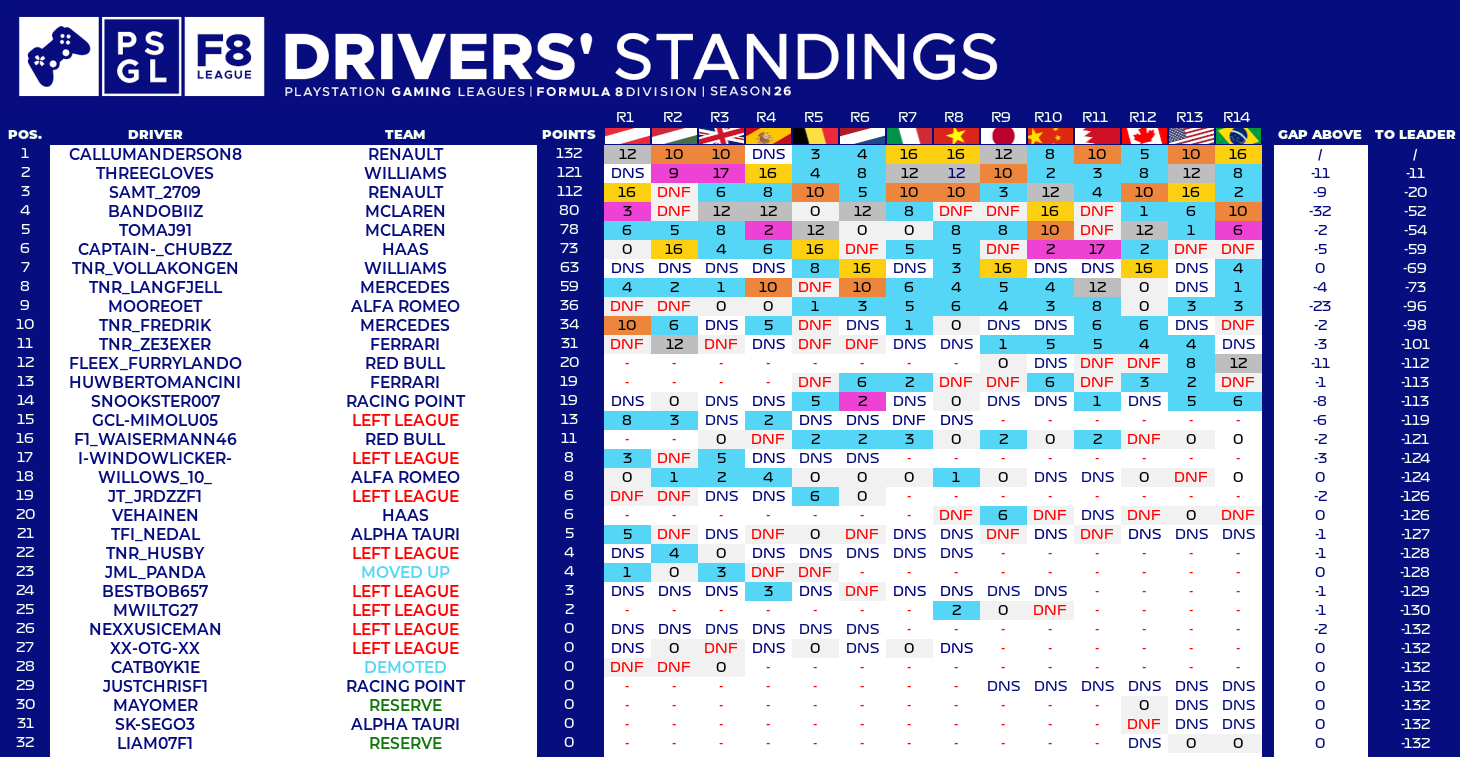 PS
GL
F8
LEAGUE
DRIVERS' STANDINGS
PLAYSTATION GAMING LEAGUES | FORMULA 8 DIVISION | SEASON 26
R1 R2 R3 R4 R5 R6 R7 R8 R9 R10 R11 R12 R13 R14
POS. DRIVER TEAM POINTS GAP ABOVE TO LEADER
1 CALLUMANDERSON8 RENAULT 132 12 10 10 DNS 3 4 16 16 12 8 10 5 10 16 / /
2 THREEGLOVES WILLIAMS 121 DNS 9 17 16 4 8 12 12 10 2 3 8 12 8 -11 -11
3 SAMT_2709 RENAULT 112 16 DNF 6 8 10 5 10 10 3 12 4 10 16 2 -9 -20
4 BANDOBIIZ MCLAREN 80 3 DNF 12 12 0 12 8 DNF DNF 16 DNF 1 6 10 -32 -52
5 TOMAJ91 MCLAREN 78 6 5 8 2 12 0 0 8 8 10 DNF 12 1 6 -2 -54
6 CAPTAIN-_CHUBZZ HAAS 73 0 16 4 6 16 DNF 5 5 DNF 2 17 2 DNF DNF -5 -59
7 TNR_VOLLAKONGEN WILLIAMS 63 DNS DNS DNS DNS 8 16 DNS 3 16 DNS DNS 16 DNS 4 0 -69
8 TNR_LANGFJELL MERCEDES 59 4 2 1 10 DNF 10 6 4 5 4 12 0 DNS 1 -4 -73
9 MOOREOET ALFA ROMEO 36 DNF DNF 0 0 1 3 5 6 4 3 8 0 3 3 -23 -96
10 TNR_FREDRIK MERCEDES 34 10 6 DNS 5 DNF DNS 1 0 DNS DNS 6 6 DNS DNF -2 -98
11 TNR_ZE3EXER FERRARI 31 DNF 12 DNF DNS DNF DNF DNS DNS 1 5 5 4 4 DNS -3 -101
12 FLEEX_FURRYLANDO RED BULL 20 - - - - - - - - 0 DNS DNF DNF 8 12 -11 -112
13 HUWBERTOMANCINI FERRARI 19 - - - - DNF 6 2 DNF DNF 6 DNF 3 2 DNF -1 -113
14 SNOOKSTER007 RACING POINT 19 DNS 0 DNS DNS 5 2 DNS 0 DNS DNS 1 DNS 5 6 -8 -113
15 GCL-MIMOLU05 LEFT LEAGUE 13 8 3 DNS 2 DNS DNS DNF DNS - - - - - - -6 -119
16 F1_WAISERMANN46 RED BULL 11 - - 0 DNF 2 2 3 0 2 0 2 DNF 0 0 -2 -121
17 I-WINDOWLICKER- LEFT LEAGUE 8 3 DNF 5 DNS DNS DNS - - - - - - - - -3 -124
18 WILLOWS_10_ ALFA ROMEO 8 0 1 2 4 0 0 0 1 0 DNS DNS 0 DNF 0 0 -124
19 JT_JRDZZF1 LEFT LEAGUE 6 DNF DNF DNS DNS 6 0 - - - - - - - - -2 -126
20 VEHAINEN HAAS 6 - - - - - - - DNF 6 DNF DNS DNF 0 DNF 0 -126
21 TFI_NEDAL ALPHA TAURI 5 5 DNF DNS DNF 0 DNF DNS DNS DNF DNS DNF DNS DNS DNS -1 -127
22 TNR_HUSBY LEFT LEAGUE 4 DNS 4 0 DNS DNS DNS DNS DNS - - - - - - -1 -128
23 JML_PANDA MOVED UP 4 1 0 3 DNF DNF - - - - - - - - - 0 -128
24 BESTBOB657 LEFT LEAGUE 3 DNS DNS DNS 3 DNS DNF DNS DNS DNS DNS - - - - -1 -129
25 MWILTG27 LEFT LEAGUE 2 - - - - - - - 2 0 DNF - - - - -1 -130
26 NEXXUSICEMAN LEFT LEAGUE 0 DNS DNS DNS DNS DNS DNS - - - - - - - - -2 -132
27 XX-OTG-XX LEFT LEAGUE 0 DNS 0 DNF DNS 0 DNS 0 DNS - - - - - - 0 -132
28 CATB0YK1E DEMOTED 0 DNF DNF 0 - - - - - - - - - - - 0 -132
29 JUSTCHRISF1 RACING POINT 0 - - - - - - - - DNS DNS DNS DNS DNS DNS 0 -132
30 MAYOMER RESERVE 0 - - - - - - - - - - - 0 DNS DNS 0 -132
31 SK-SEGO3 ALPHA TAURI 0 - - - - - - - - - - - DNF DNS DNS 0 -132
32 LIAM07F1 RESERVE 0 - - - - - - - - - - - DNS 0 0 0 -132